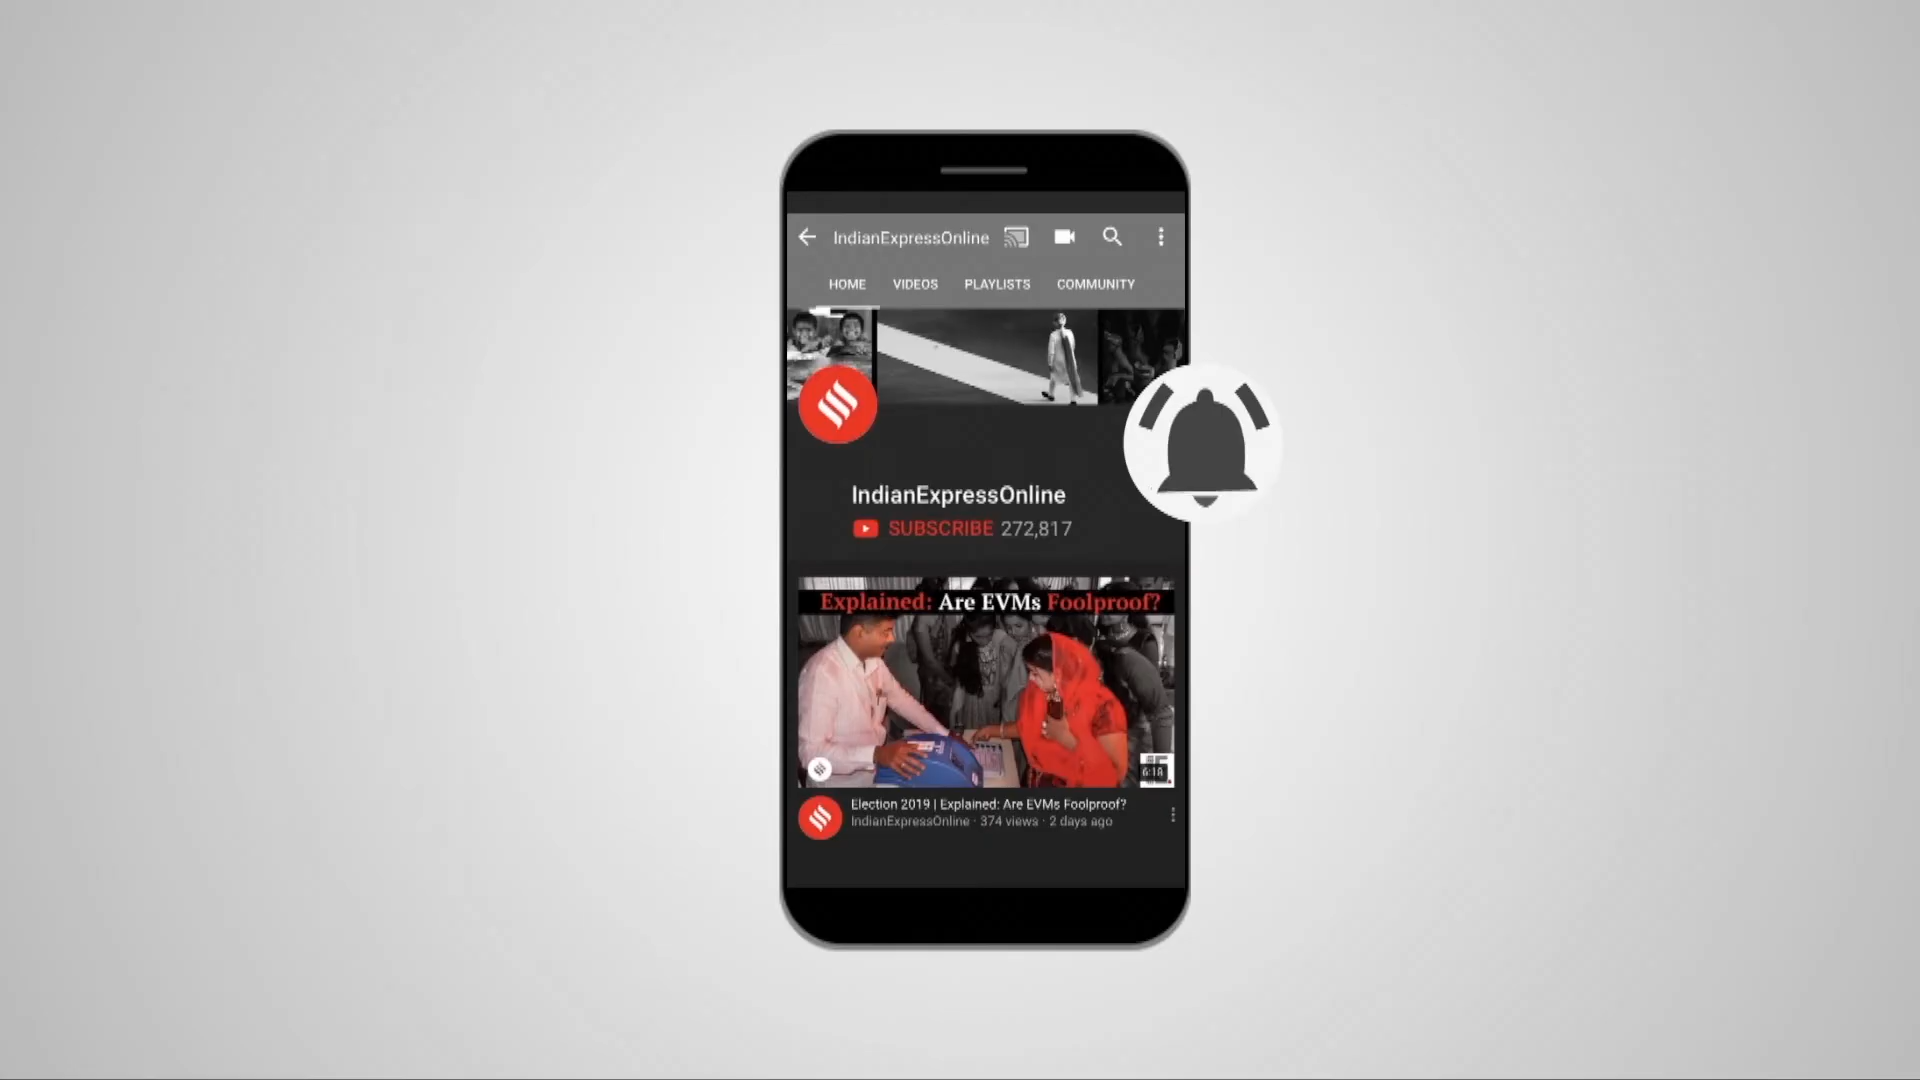 IndianExpressOnline
HOME VIDEOS PLAYLISTS COMMUNITY
IndianExpressOnline
SUBSCRIBE 272,817
Explained: Are EVMs Foolproof?
6:18
Election 2019 | Explained: Are EVMs Foolproof?
IndianExpressOnline · 374 views · 2 days ago